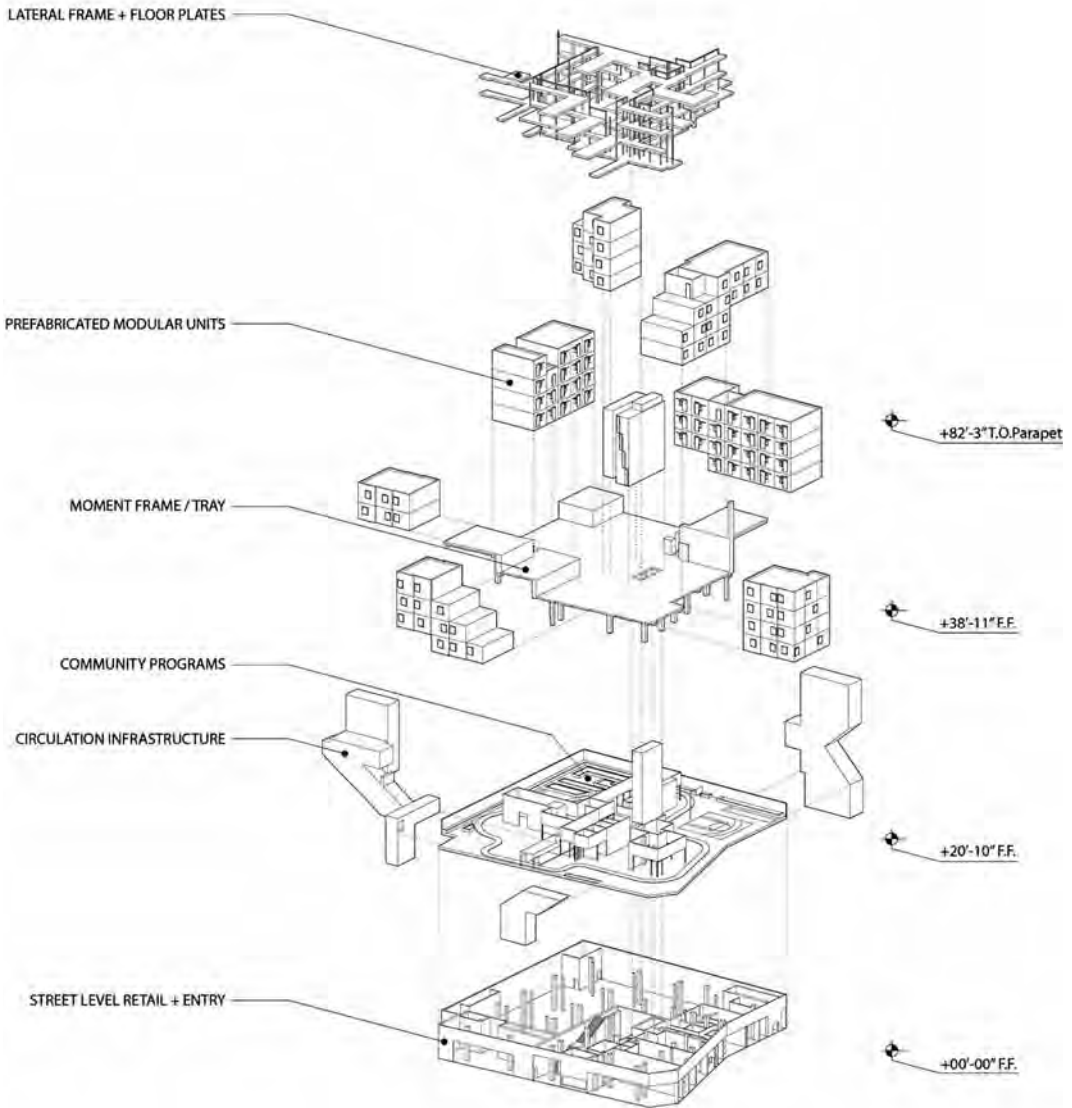 LATERAL FRAME + FLOOR PLATES
PREFABRICATED MODULAR UNITS
+82'-3" T.O.Parapet
MOMENT FRAME / TRAY
+38'-11" F.F.
COMMUNITY PROGRAMS
CIRCULATION INFRASTRUCTURE
+20'-10" F.F.
STREET LEVEL RETAIL + ENTRY
+00'-00" F.F.